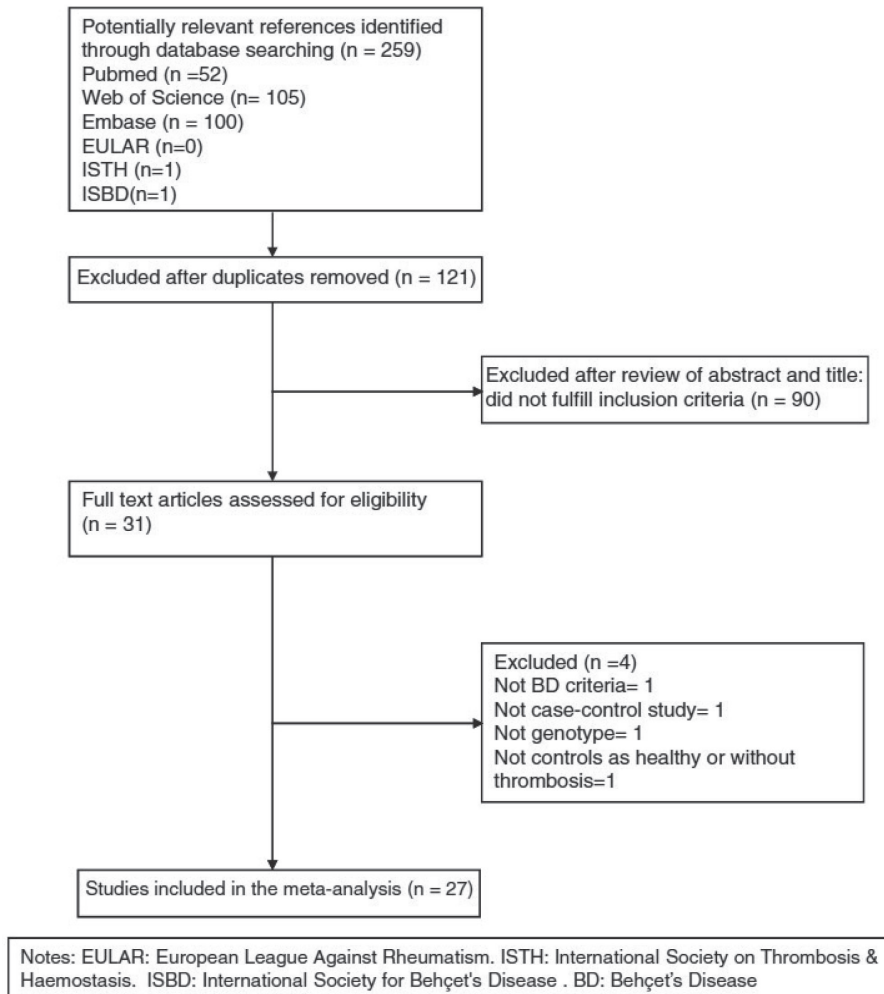 Potentially relevant references identified
through database searching (n = 259)
Pubmed (n =52)
Web of Science (n= 105)
Embase (n = 100)
EULAR (n=0)
ISTH (n=1)
ISBD(n=1)
Excluded after duplicates removed (n = 121)
Excluded after review of abstract and title:
did not fulfill inclusion criteria (n = 90)
Full text articles assessed for eligibility
(n = 31)
Excluded (n =4)
Not BD criteria= 1
Not case-control study= 1
Not genotype= 1
Not controls as healthy or without
thrombosis=1
Studies included in the meta-analysis (n = 27)
Notes: EULAR: European League Against Rheumatism. ISTH: International Society on Thrombosis &
Haemostasis. ISBD: International Society for Behçet's Disease . BD: Behçet's Disease